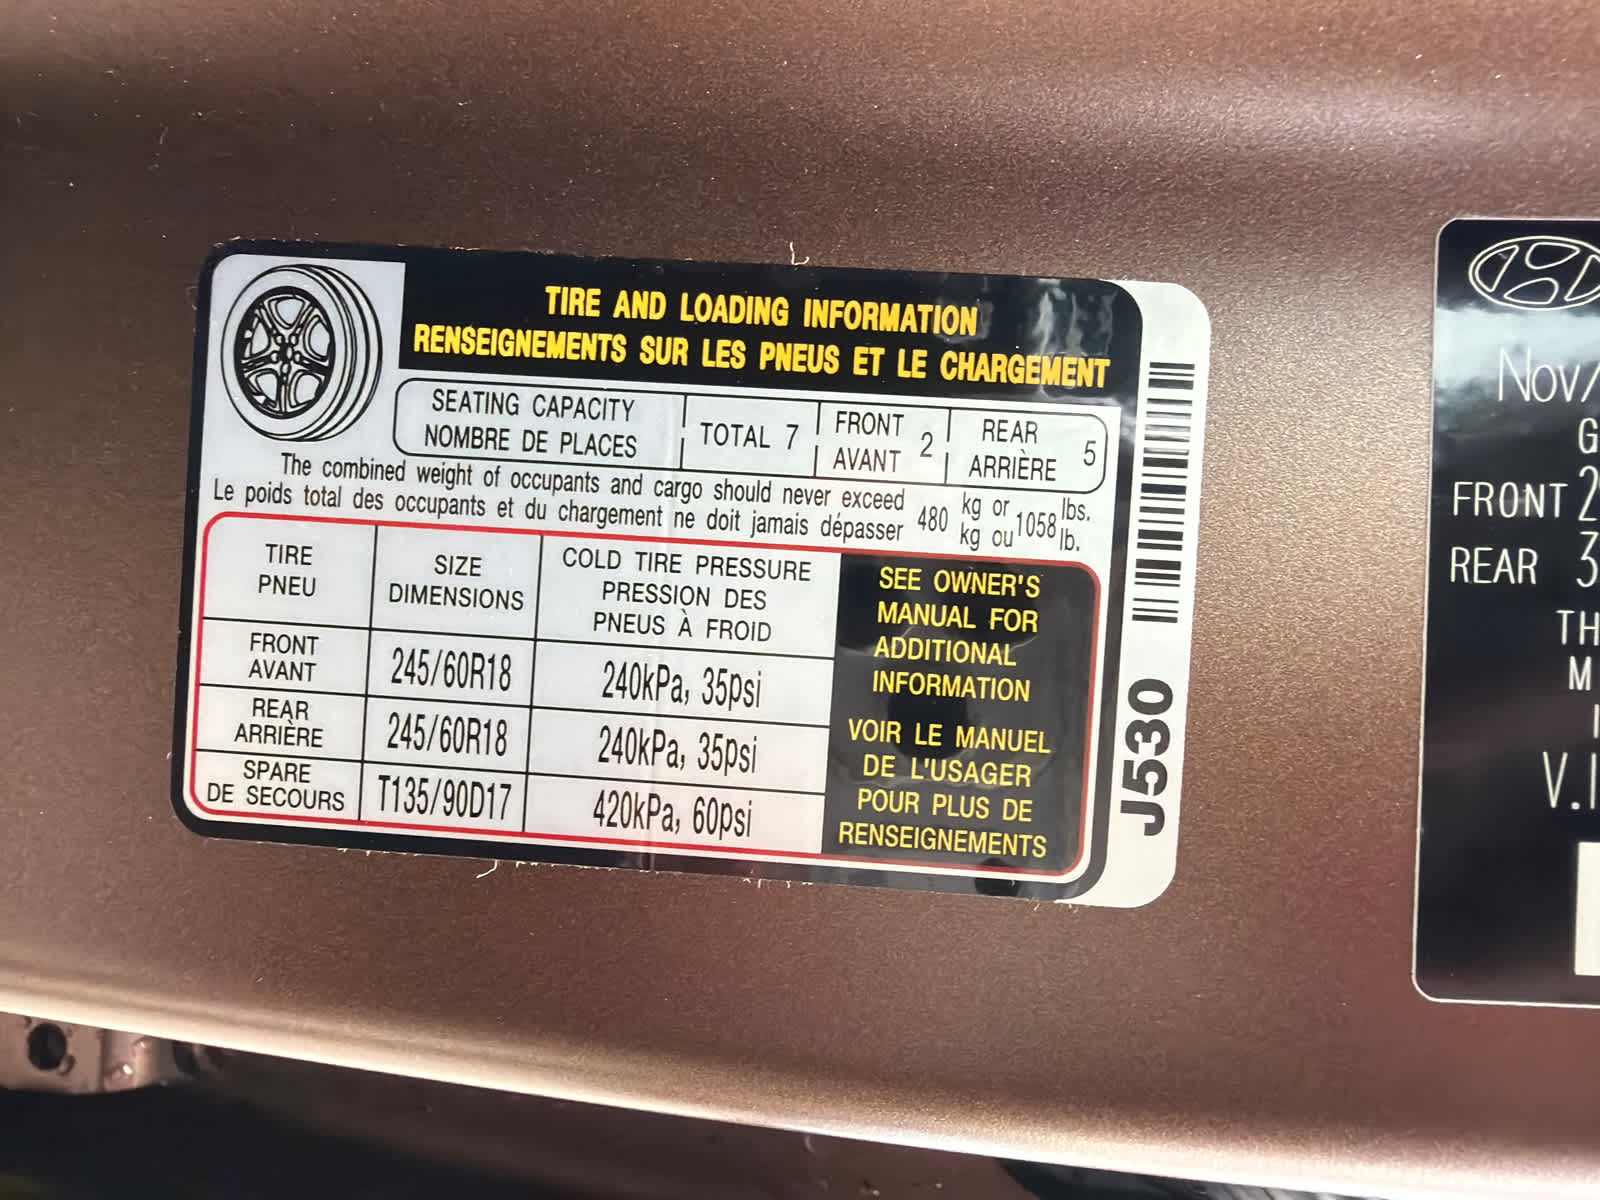 TIRE AND LOADING INFORMATION
RENSEIGNEMENTS SUR LES PNEUS ET LE CHARGEMENT
SEATING CAPACITY
NOMBRE DE PLACES
TOTAL 7
FRONT
AVANT
2
REAR
ARRIÈRE
5
The combined weight of occupants and cargo should never exceed
Le poids total des occupants et du chargement ne doit jamais dépasser
480
kg or
kg ou
1058
lbs.
lb.
TIRE
PNEU
SIZE
DIMENSIONS
COLD TIRE PRESSURE
PRESSION DES
PNEUS À FROID
FRONT
AVANT
245/60R18
240kPa, 35psi
REAR
ARRIÈRE
245/60R18
240kPa, 35psi
SPARE
DE SECOURS
T135/90D17
420kPa, 60psi
SEE OWNER'S
MANUAL FOR
ADDITIONAL
INFORMATION
VOIR LE MANUEL
DE L'USAGER
POUR PLUS DE
RENSEIGNEMENTS
J530
Nov/
G
FRONT 2
REAR 3
TH
M
V.I